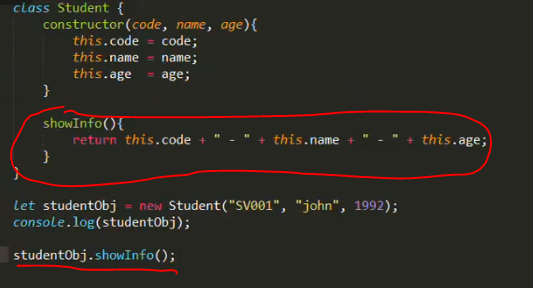 class Student {
constructor(code, name, age){
this.code = code;
this.name = name;
this.age = age;
}
showInfo(){
return this.code + " - " + this.name + " - " + this.age;
}
}
let studentObj = new Student("SV001", "john", 1992);
console.log(studentObj);
studentObj.showInfo();